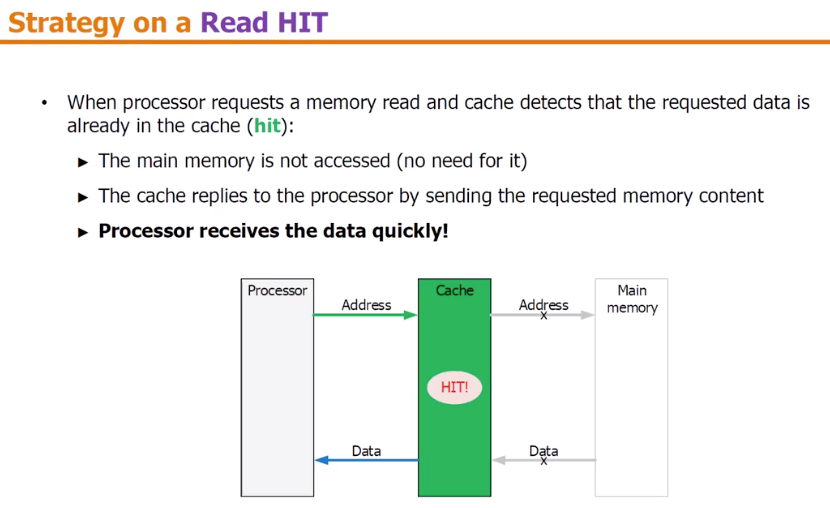 Strategy on a Read HIT
• When processor requests a memory read and cache detects that the requested data is
already in the cache (hit):
► The main memory is not accessed (no need for it)
► The cache replies to the processor by sending the requested memory content
► Processor receives the data quickly!
Processor
Address
Cache
Address
x
Main
memory
HIT!
Data
Data
x